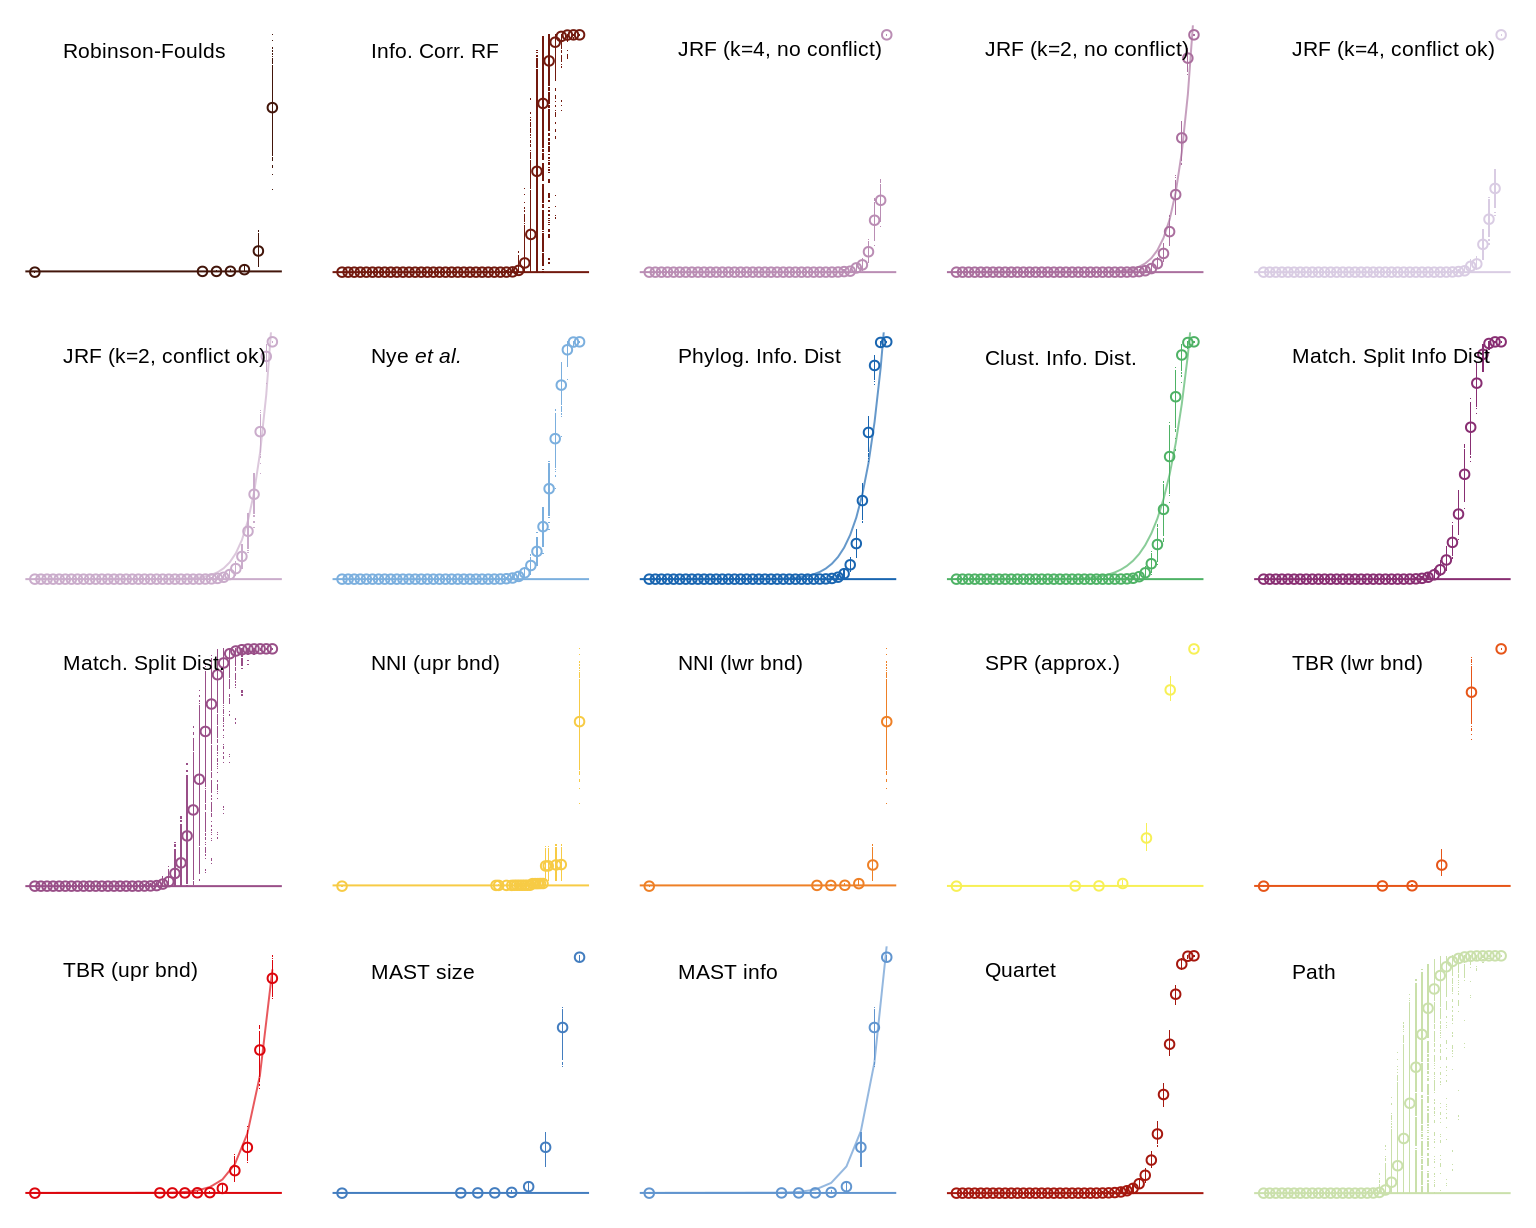 Robinson-Foulds
Info. Corr. RF
JRF (k=4, no conflict)
JRF (k=2, no conflict)
JRF (k=4, conflict ok)
JRF (k=2, conflict ok)
Nye et al.
Phylog. Info. Dist
Clust. Info. Dist.
Match. Split Info Dist
Match. Split Dist.
NNI (upr bnd)
NNI (lwr bnd)
SPR (approx.)
TBR (lwr bnd)
TBR (upr bnd)
MAST size
MAST info
Quartet
Path